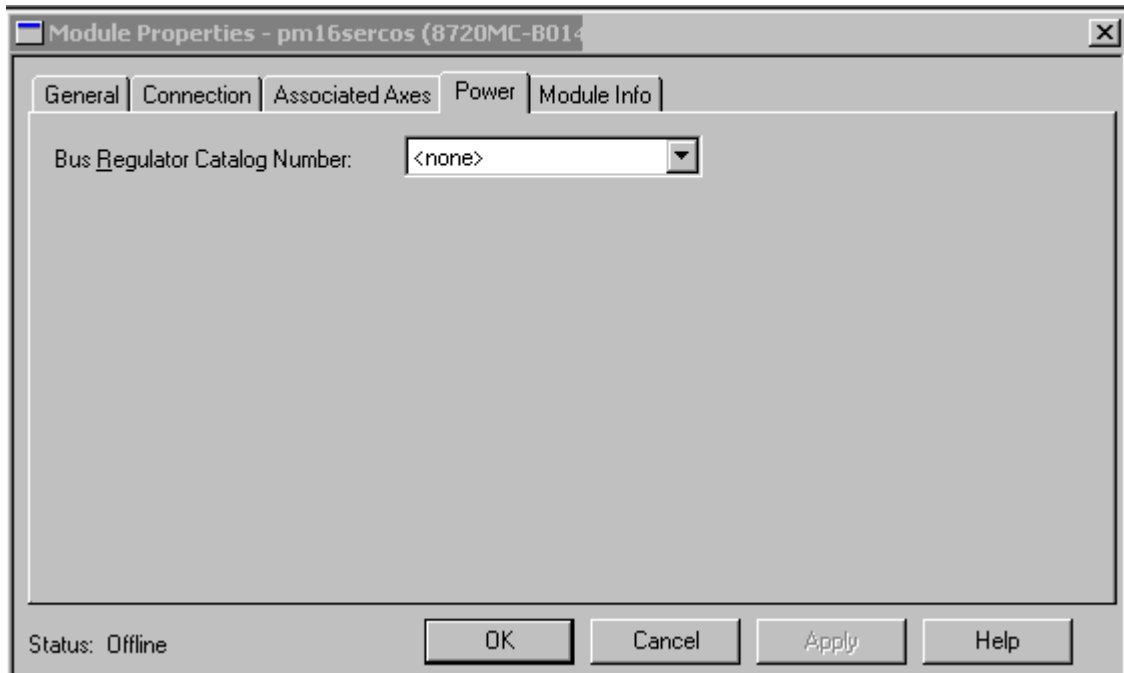 Module Properties - pm16sercos (8720MC-B014
General Connection Associated Axes Power Module Info
Bus Regulator Catalog Number: <none>
Status: Offline OK Cancel Apply Help